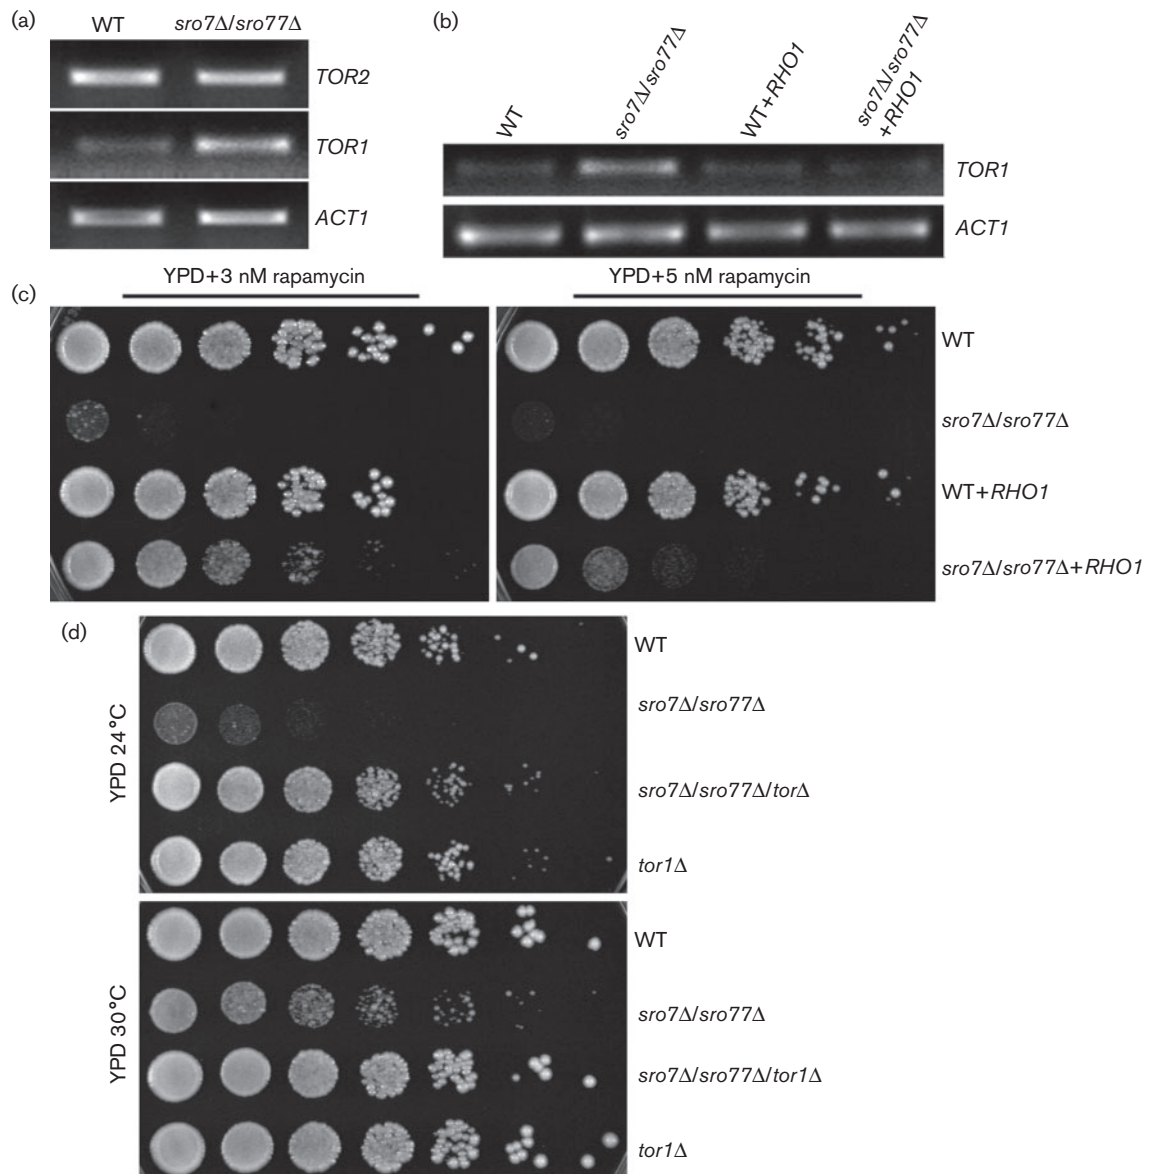 (a)
WT sro7Δ/sro77Δ
TOR2
TOR1
ACT1
(b)
WT sro7Δ/sro77Δ WT+RHO1 sro7Δ/sro77Δ +RHO1
TOR1
ACT1
(c)
YPD+3 nM rapamycin YPD+5 nM rapamycin
WT
sro7Δ/sro77Δ
WT+RHO1
sro7Δ/sro77Δ+RHO1
(d)
YPD 24 °C
WT
sro7Δ/sro77Δ
sro7Δ/sro77Δ/torΔ
tor1Δ
YPD 30 °C
WT
sro7Δ/sro77Δ
sro7Δ/sro77Δ/tor1Δ
tor1Δ